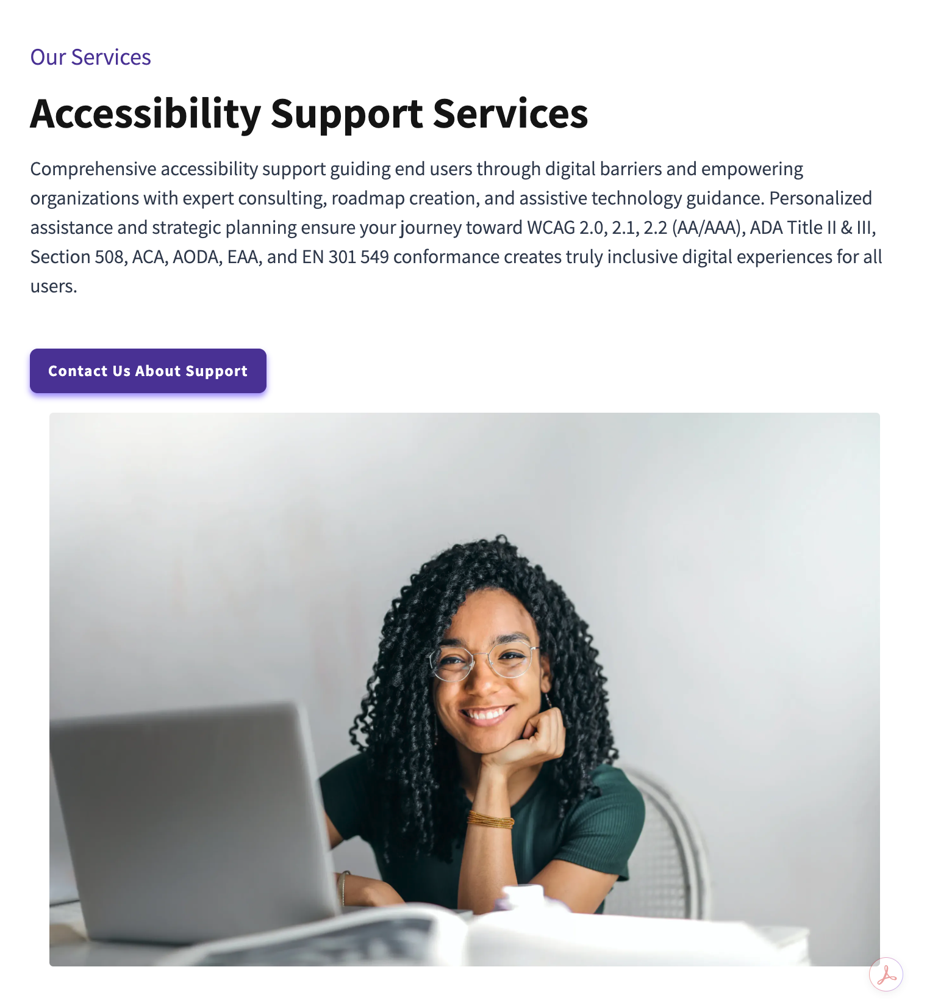 Our Services
Accessibility Support Services
Comprehensive accessibility support guiding end users through digital barriers and empowering
organizations with expert consulting, roadmap creation, and assistive technology guidance. Personalized
assistance and strategic planning ensure your journey toward WCAG 2.0, 2.1, 2.2 (AA/AAA), ADA Title II & III,
Section 508, ACA, AODA, EAA, and EN 301 549 conformance creates truly inclusive digital experiences for all
users.
Contact Us About Support